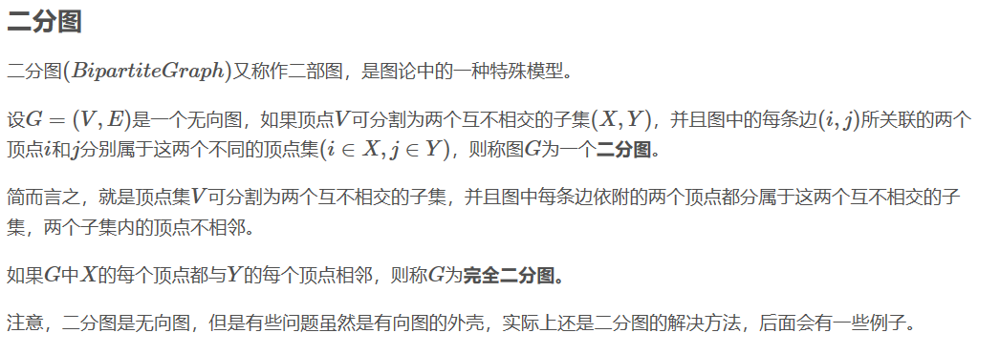 二分图
二分图(BipartiteGraph)又称作二部图，是图论中的一种特殊模型。
设G = (V, E)是一个无向图，如果顶点V可分割为两个互不相交的子集(X, Y)，并且图中的每条边(i, j)所关联的两个
顶点i和j分别属于这两个不同的顶点集(i ∈ X, j ∈ Y)，则称图G为一个二分图。
简而言之，就是顶点集V可分割为两个互不相交的子集，并且图中每条边依附的两个顶点都分属于这两个互不相交的子
集，两个子集内的顶点不相邻。
如果G中X的每个顶点都与Y的每个顶点相邻，则称G为完全二分图。
注意，二分图是无向图，但是有些问题虽然是有向图的外壳，实际上还是二分图的解决方法，后面会有一些例子。